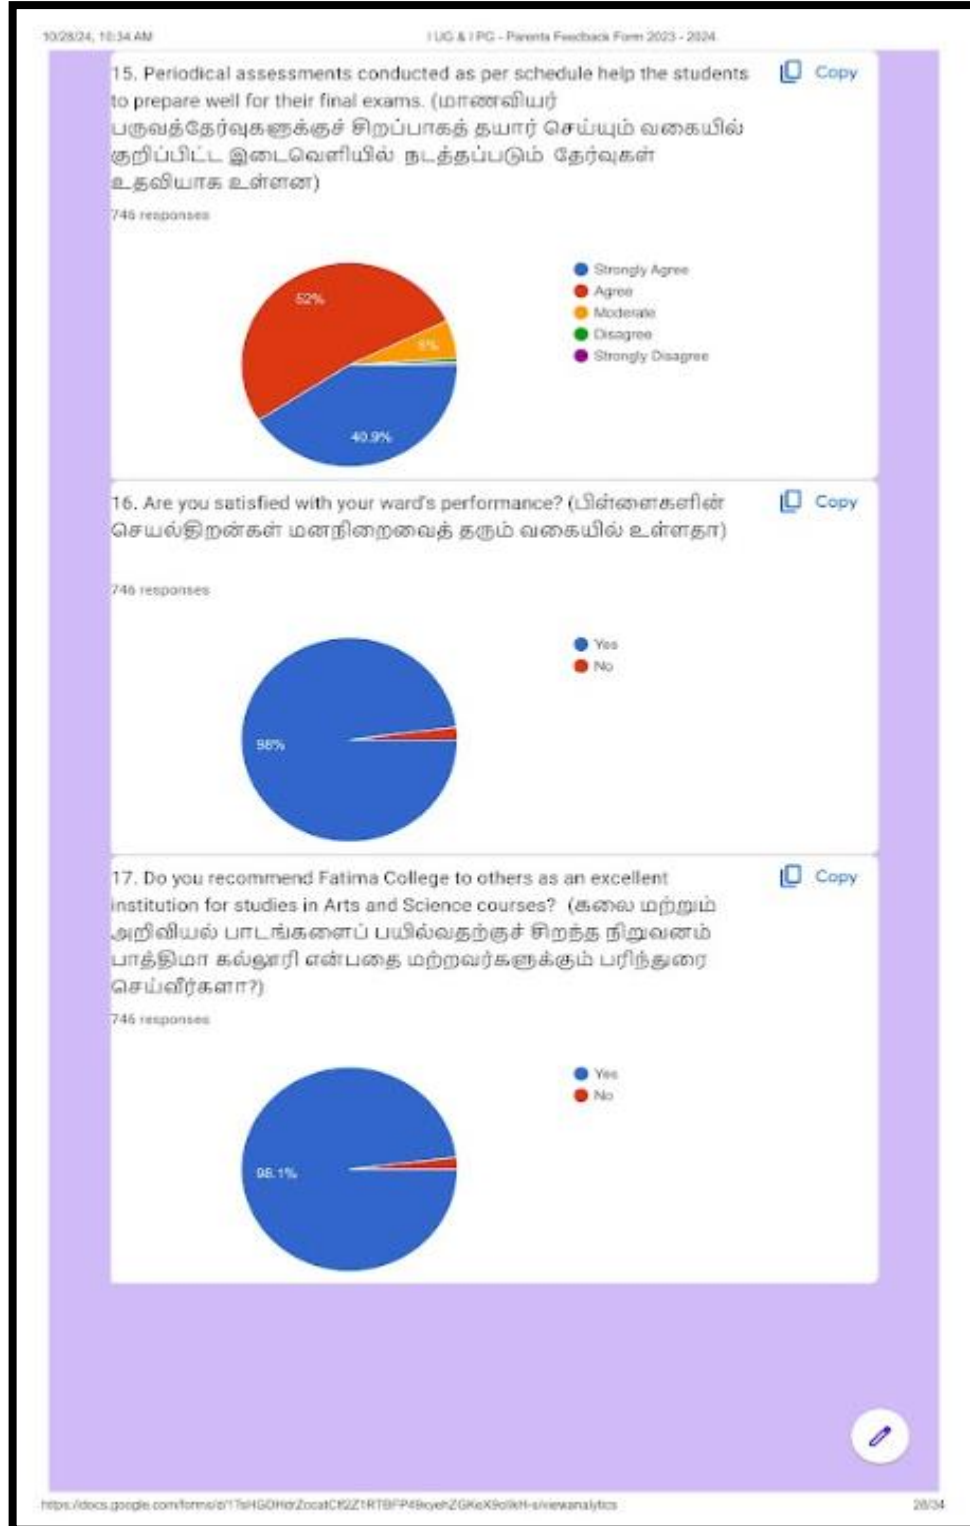 10/28/24, 10:34 AM
I UG & I PG - Parents Feedback Form 2023 - 2024
15. Periodical assessments conducted as per schedule help the students
to prepare well for their final exams. (மாணவியர்
பருவத்தேர்வுகளுக்குச் சிறப்பாகத் தயார் செய்யும் வகையில்
குறிப்பிட்ட இடைவெளியில் நடத்தப்படும் தேர்வுகள்
உதவியாக உள்ளன)
Copy
746 responses
52%
6%
40.9%
Strongly Agree
Agree
Moderate
Disagree
Strongly Disagree
16. Are you satisfied with your ward's performance? (பிள்ளைகளின்
செயல்திறன்கள் மனநிறைவைத் தரும் வகையில் உள்ளதா)
Copy
746 responses
98%
Yes
No
17. Do you recommend Fatima College to others as an excellent
institution for studies in Arts and Science courses? (கலை மற்றும்
அறிவியல் பாடங்களைப் பயில்வதற்குச் சிறந்த நிறுவனம்
பாத்திமா கல்லூரி என்பதை மற்றவர்களுக்கும் பரிந்துரை
செய்வீர்களா?)
Copy
746 responses
98.1%
Yes
No
28/34